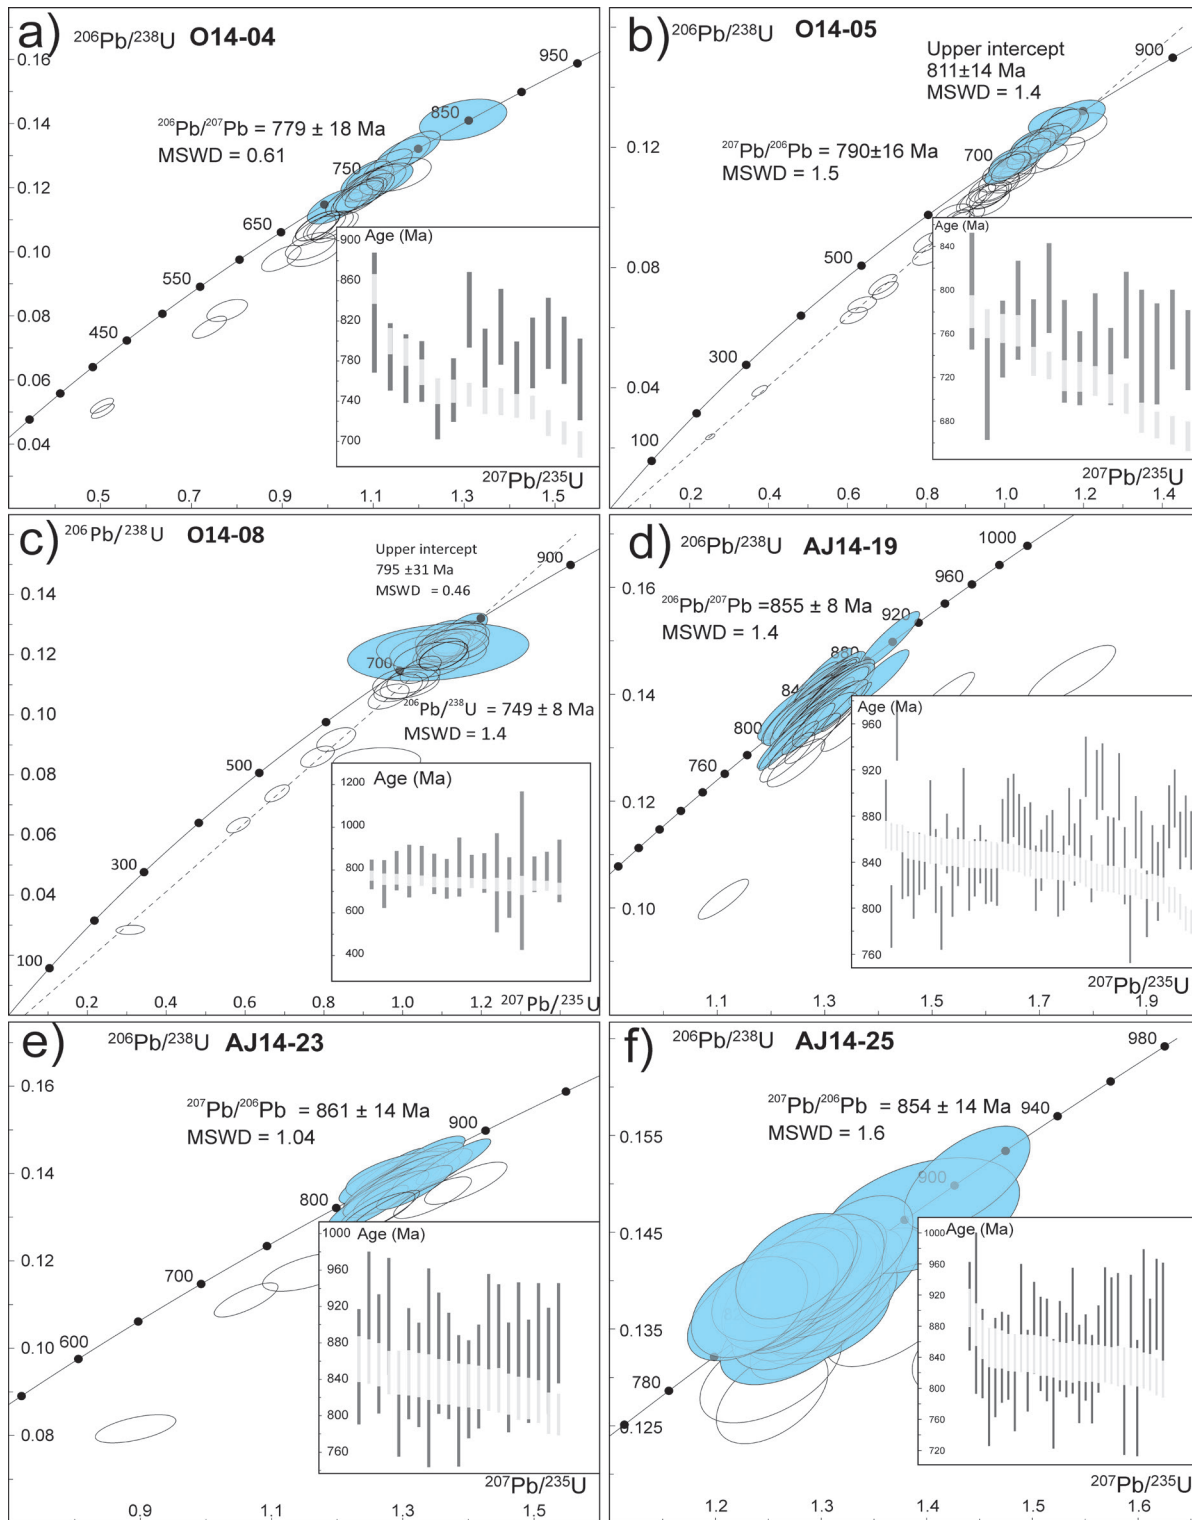 a) ²⁰⁶Pb/²³⁸U O14-04
0.16
0.14
0.12
0.10
0.08
0.06
0.04
950
850
750
650
550
450
²⁰⁶Pb/²⁰⁷Pb = 779 ± 18 Ma
MSWD = 0.61
Age (Ma)
900
860
820
780
740
700
²⁰⁷Pb/²³⁵U
0.5 0.7 0.9 1.1 1.3 1.5
b) ²⁰⁶Pb/²³⁸U O14-05
Upper intercept
811±14 Ma
MSWD = 1.4
900
0.12
0.08
0.04
700
500
300
100
²⁰⁷Pb/²⁰⁶Pb = 790±16 Ma
MSWD = 1.5
Age (Ma)
840
800
760
720
680
²⁰⁷Pb/²³⁵U
0.2 0.4 0.6 0.8 1.0 1.2 1.4
c) ²⁰⁶Pb/²³⁸U O14-08
Upper intercept
795 ±31 Ma
MSWD = 0.46
900
0.14
0.12
0.10
0.08
0.06
0.04
700
500
300
100
²⁰⁶Pb/²³⁸U = 749 ± 8 Ma
MSWD = 1.4
Age (Ma)
1200
1000
800
600
400
0.2 0.4 0.6 0.8 1.0 1.2 ²⁰⁷Pb/²³⁵U
d) ²⁰⁶Pb/²³⁸U AJ14-19
1000
960
920
880
840
800
760
0.16
0.14
0.12
0.10
²⁰⁶Pb/²⁰⁷Pb =855 ± 8 Ma
MSWD = 1.4
Age (Ma)
960
920
880
840
800
760
²⁰⁷Pb/²³⁵U
1.1 1.3 1.5 1.7 1.9
e) ²⁰⁶Pb/²³⁸U AJ14-23
0.16
0.14
0.12
0.10
0.08
²⁰⁷Pb/²⁰⁶Pb = 861 ± 14 Ma
MSWD = 1.04
900
800
700
600
Age (Ma)
1000
960
920
880
840
800
760
²⁰⁷Pb/²³⁵U
0.9 1.1 1.3 1.5
f) ²⁰⁶Pb/²³⁸U AJ14-25
980
940
900
780
²⁰⁷Pb/²⁰⁶Pb = 854 ± 14 Ma
MSWD = 1.6
0.155
0.145
0.135
0.125
Age (Ma)
1000
960
920
880
840
800
760
720
²⁰⁷Pb/²³⁵U
1.2 1.3 1.4 1.5 1.6